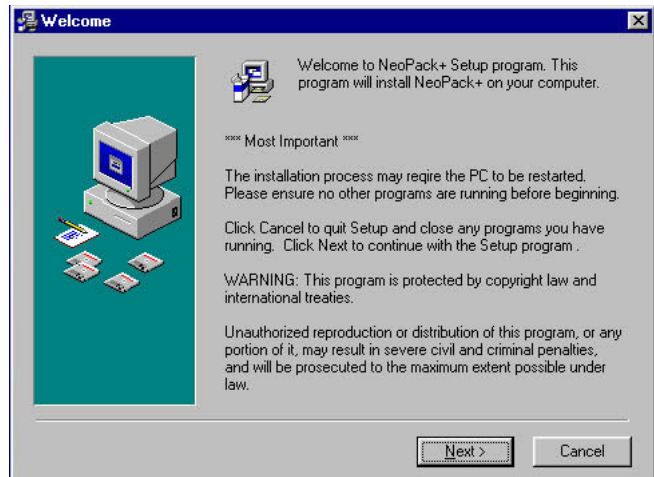 Welcome
Welcome to NeoPack+ Setup program. This
program will install NeoPack+ on your computer.
*** Most Important ***
The installation process may reqire the PC to be restarted.
Please ensure no other programs are running before beginning.
Click Cancel to quit Setup and close any programs you have
running. Click Next to continue with the Setup program .
WARNING: This program is protected by copyright law and
international treaties.
Unauthorized reproduction or distribution of this program, or any
portion of it, may result in severe civil and criminal penalties,
and will be prosecuted to the maximum extent possible under
law.
Next >
Cancel